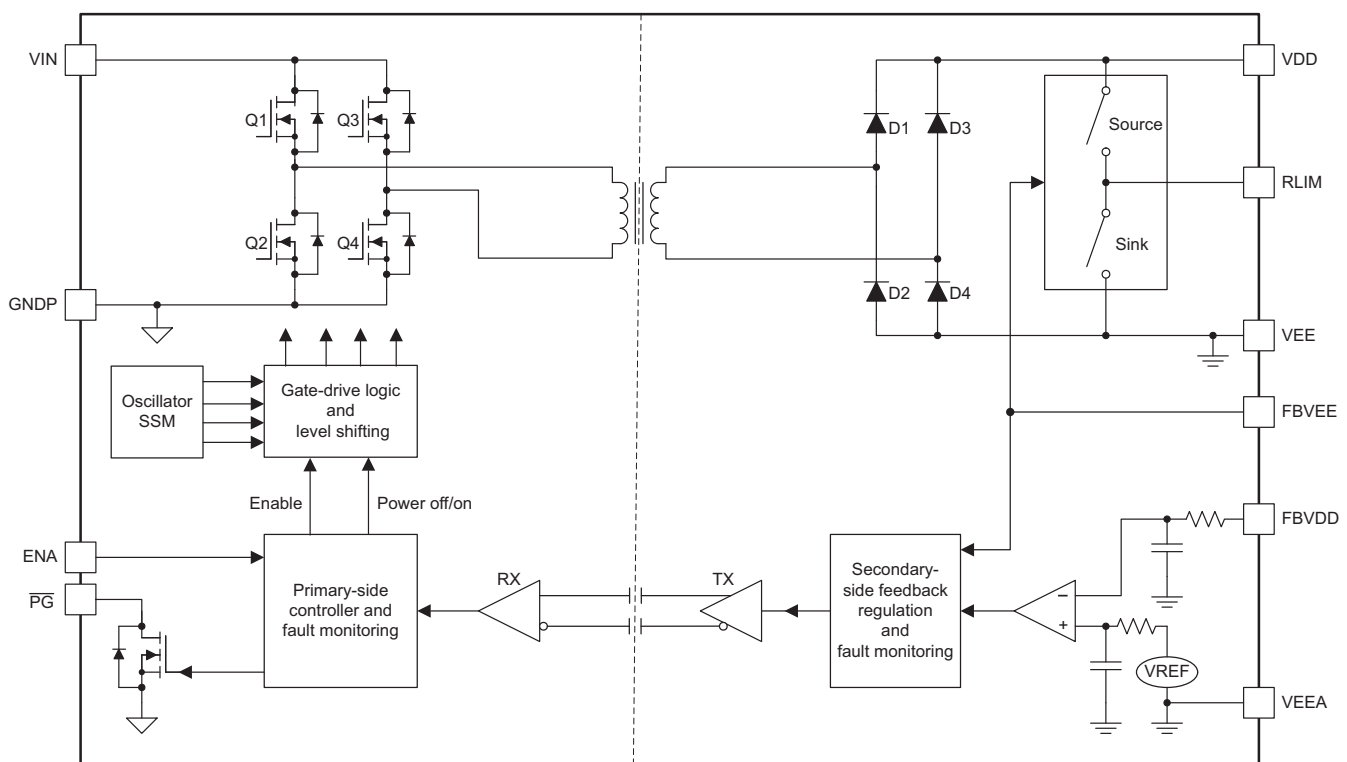 VIN
VDD
Q1
Q3
D1
D3
Source
RLIM
Q2
Q4
Sink
D2
D4
GNDP
VEE
Oscillator
SSM
Gate-drive logic
and
level shifting
FBVEE
Enable
Power off/on
FBVDD
ENA
PG
Primary-side
controller and
fault monitoring
RX
TX
Secondary-
side feedback
regulation
and
fault monitoring
–
+
VREF
VEEA